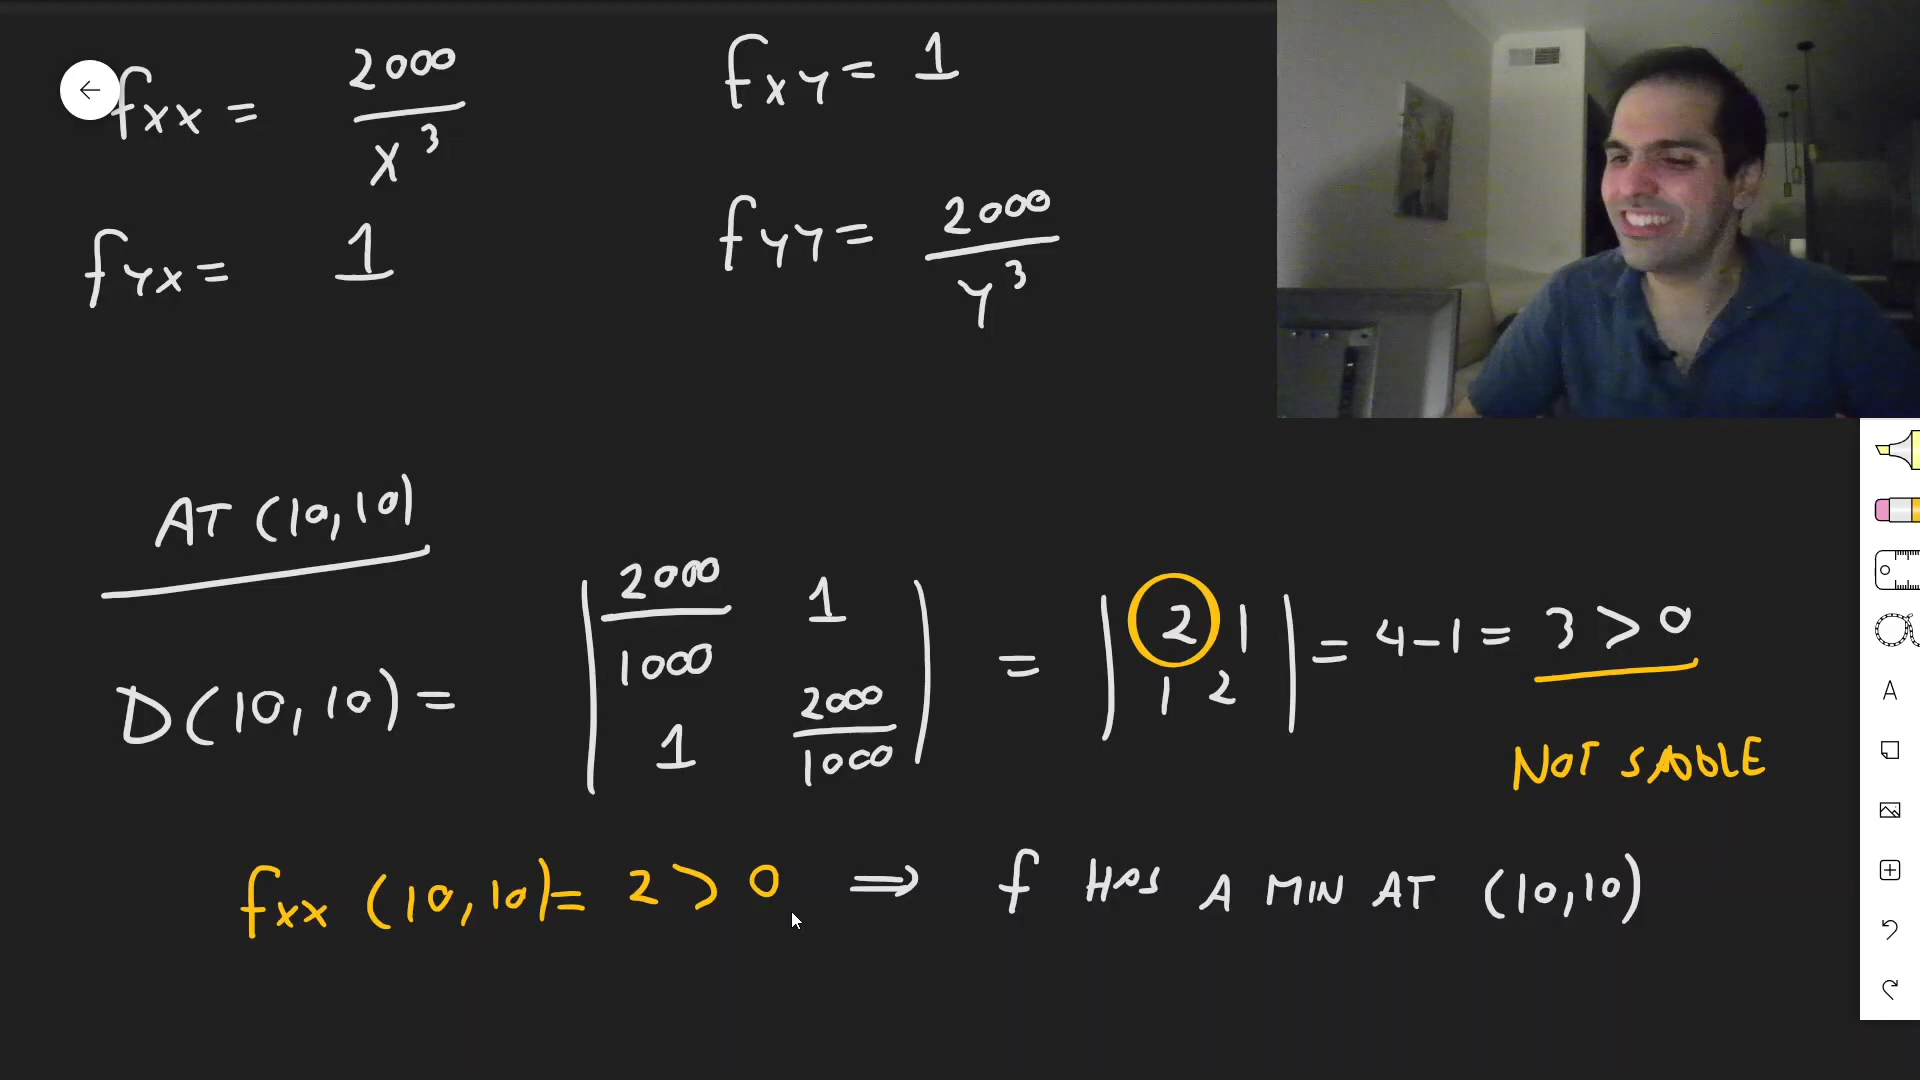 fxx = 2000/x³
fxy = 1
fyx = 1
fyy = 2000/y³
AT (10,10)
D(10,10) = | 2000/1000 1 | = | 2 1 | = 4-1 = 3 > 0
| 1 2000/1000 | | 1 2 |
NOT SADDLE
fxx (10,10) = 2 > 0 ⇒ f HAS A MIN AT (10,10)
A